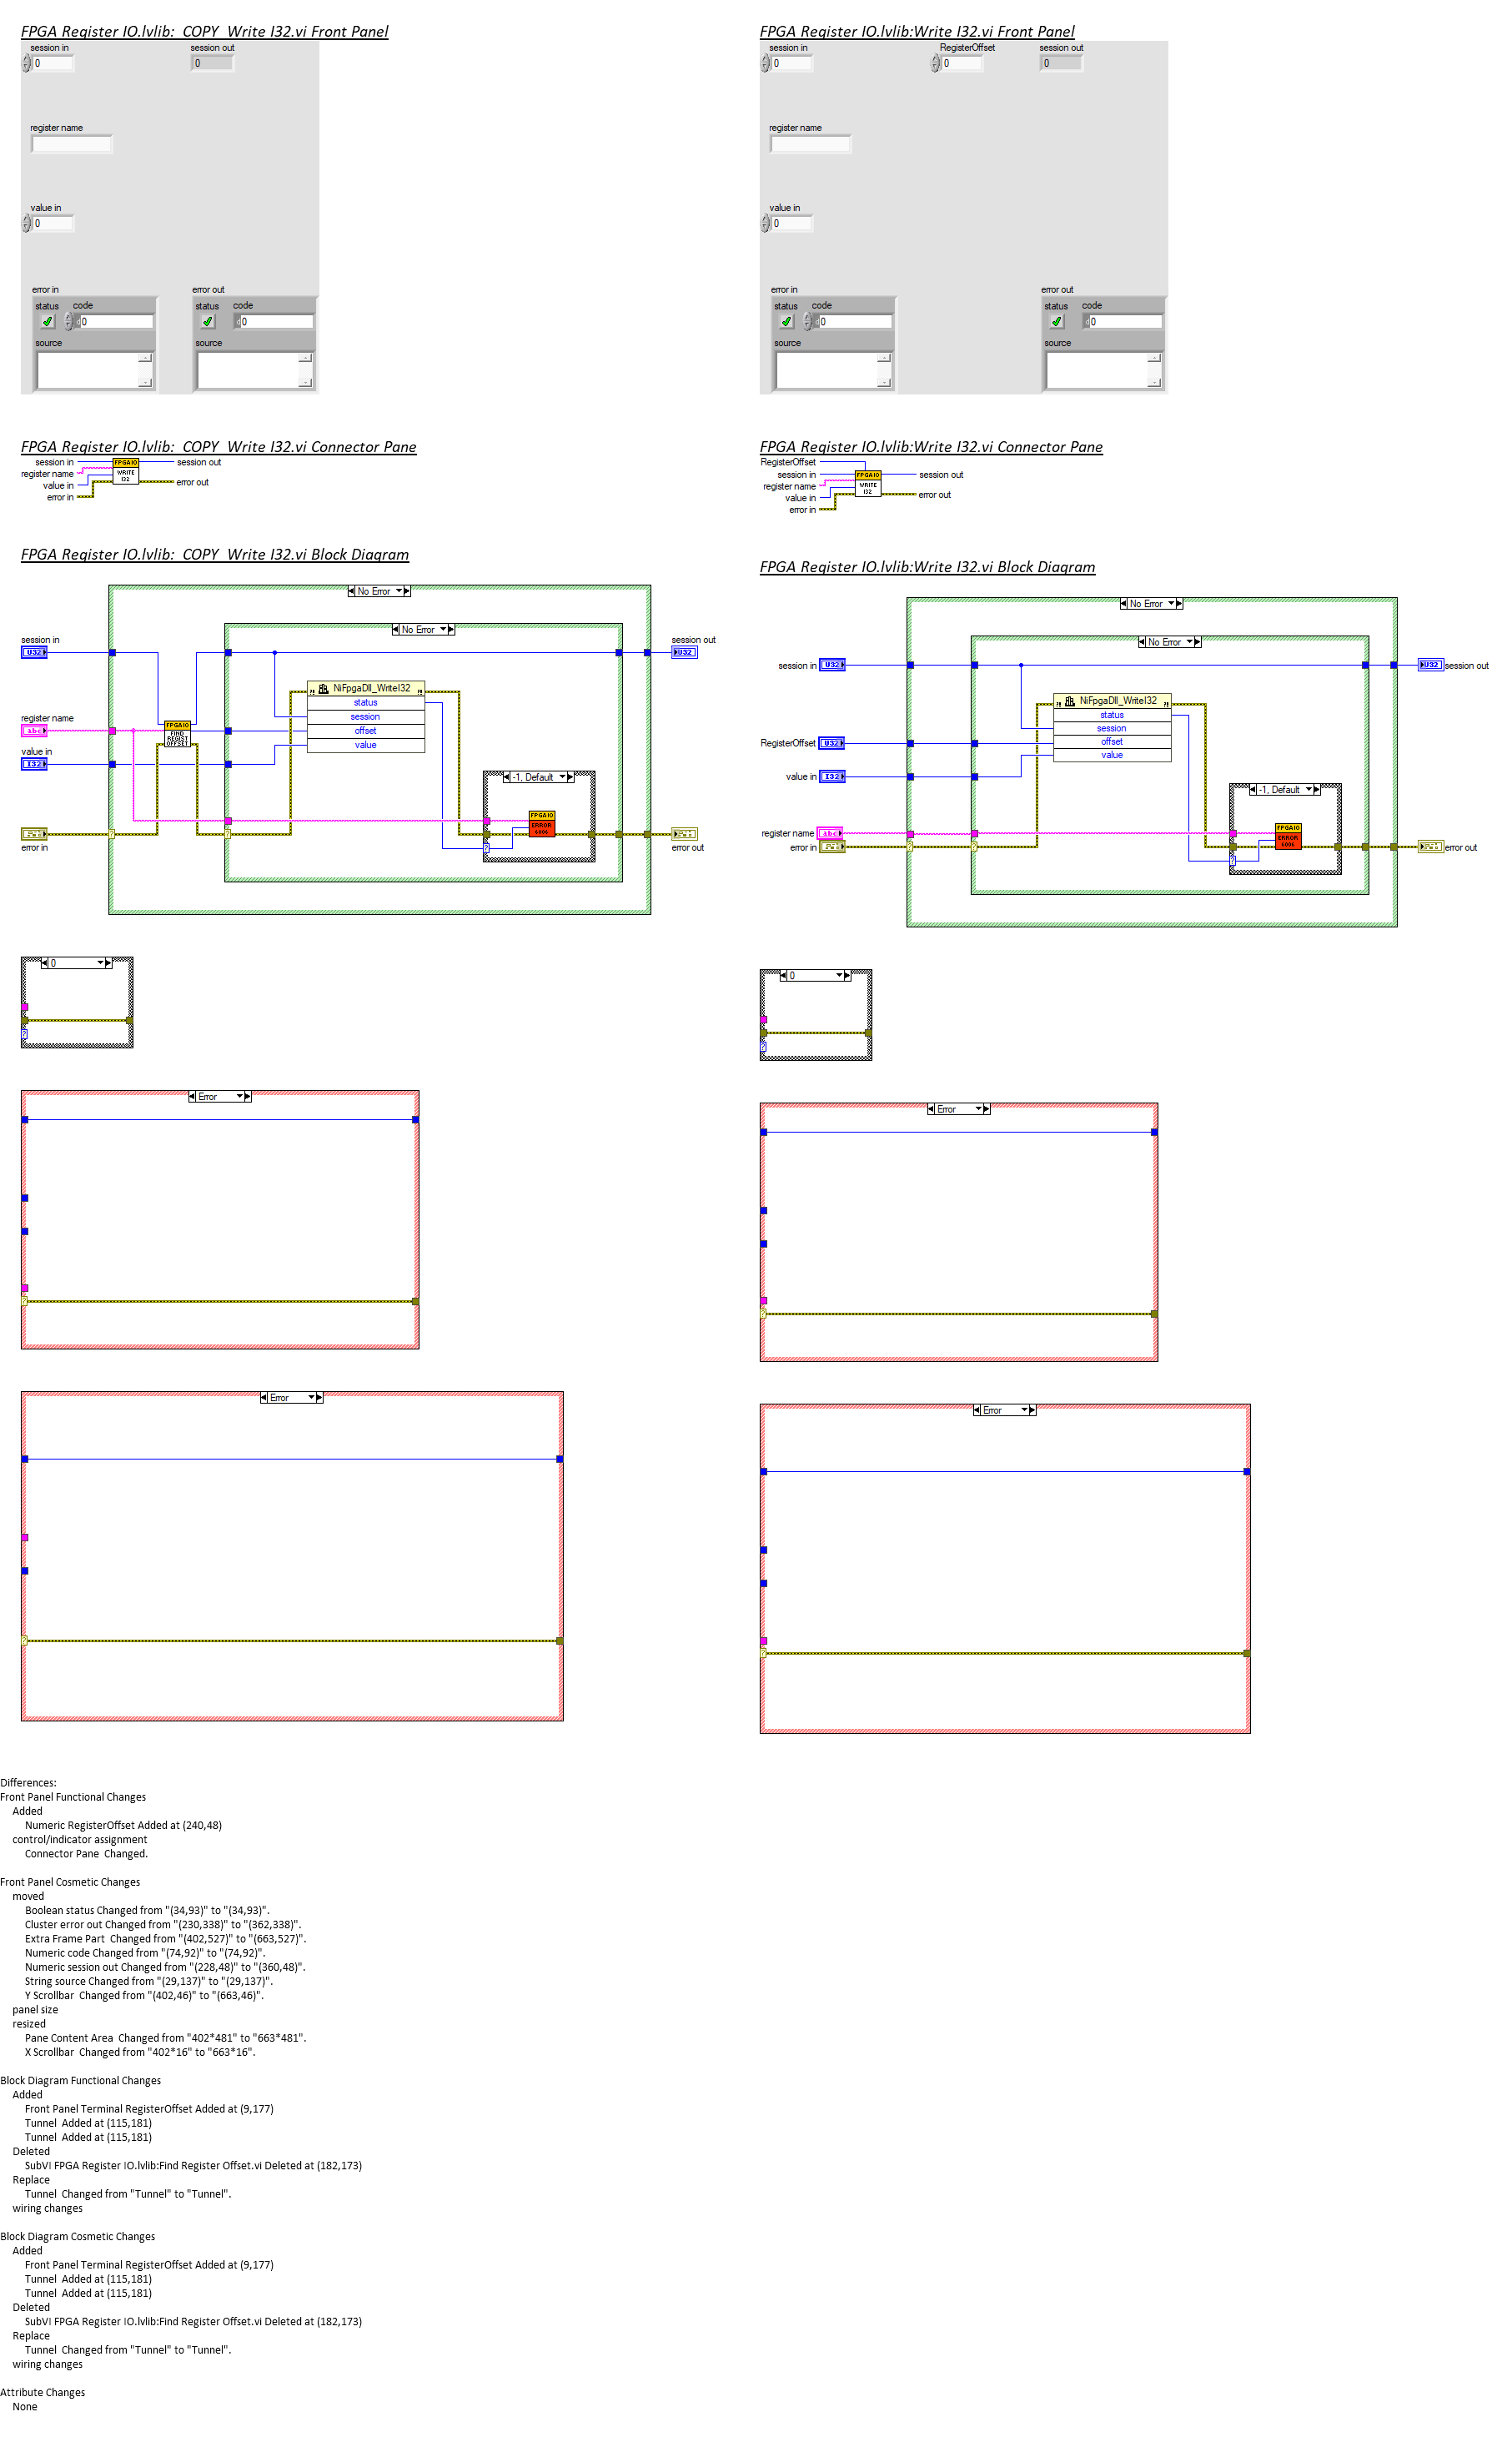 FPGA Register IO.lvlib:  COPY  Write I32.vi Front Panel
session in
session out
0
0
register name
value in
0
error in
error out
status
code
status
code
0
0
source
source
FPGA Register IO.lvlib:  COPY  Write I32.vi Connector Pane
session in
FPGAIO
session out
register name
WRITE
I32
value in
error out
error in
FPGA Register IO.lvlib:  COPY  Write I32.vi Block Diagram
No Error
No Error
session in
session out
U32
U32
NiFpgaDll_WriteI32
status
session
offset
value
register name
abc
FPGAIO
FIND
REGIST
OFFSET
value in
I32
-1, Default
FPGAIO
ERROR
6006
error in
error out
0
Error
Error
FPGA Register IO.lvlib:Write I32.vi Front Panel
session in
RegisterOffset
session out
0
0
0
register name
value in
0
error in
error out
status
code
status
code
0
0
source
source
FPGA Register IO.lvlib:Write I32.vi Connector Pane
RegisterOffset
session in
FPGAIO
session out
register name
WRITE
I32
value in
error out
error in
FPGA Register IO.lvlib:Write I32.vi Block Diagram
No Error
No Error
session in
U32
U32
session out
NiFpgaDll_WriteI32
status
session
offset
value
RegisterOffset
U32
value in
I32
-1, Default
register name
abc
FPGAIO
ERROR
6006
error in
error out
0
Error
Error
Differences:
Front Panel Functional Changes
Added
Numeric RegisterOffset Added at (240,48)
control/indicator assignment
Connector Pane  Changed.
Front Panel Cosmetic Changes
moved
Boolean status Changed from "(34,93)" to "(34,93)".
Cluster error out Changed from "(230,338)" to "(362,338)".
Extra Frame Part  Changed from "(402,527)" to "(663,527)".
Numeric code Changed from "(74,92)" to "(74,92)".
Numeric session out Changed from "(228,48)" to "(360,48)".
String source Changed from "(29,137)" to "(29,137)".
Y Scrollbar  Changed from "(402,46)" to "(663,46)".
panel size
resized
Pane Content Area  Changed from "402*481" to "663*481".
X Scrollbar  Changed from "402*16" to "663*16".
Block Diagram Functional Changes
Added
Front Panel Terminal RegisterOffset Added at (9,177)
Tunnel  Added at (115,181)
Tunnel  Added at (115,181)
Deleted
SubVI FPGA Register IO.lvlib:Find Register Offset.vi Deleted at (182,173)
Replace
Tunnel  Changed from "Tunnel" to "Tunnel".
wiring changes
Block Diagram Cosmetic Changes
Added
Front Panel Terminal RegisterOffset Added at (9,177)
Tunnel  Added at (115,181)
Tunnel  Added at (115,181)
Deleted
SubVI FPGA Register IO.lvlib:Find Register Offset.vi Deleted at (182,173)
Replace
Tunnel  Changed from "Tunnel" to "Tunnel".
wiring changes
Attribute Changes
None